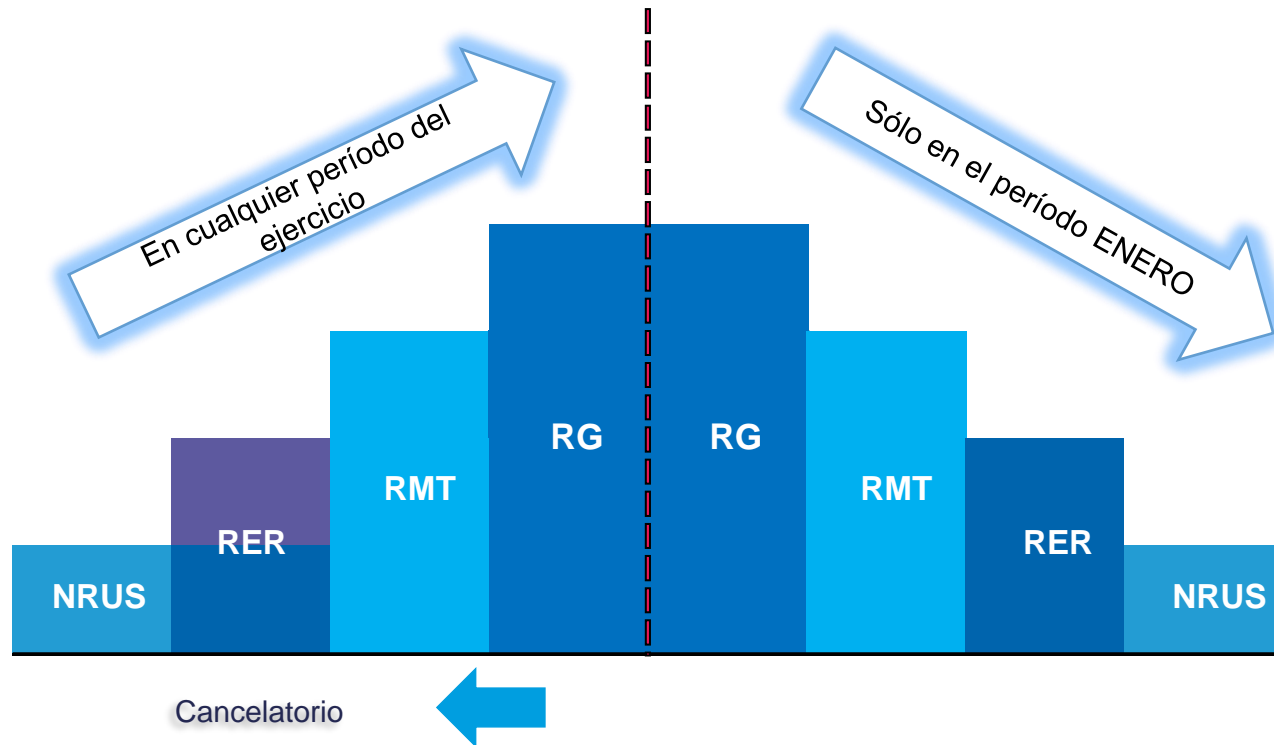 En cualquier período del
ejercicio
Sólo en el período ENERO
RG
RG
RMT
RMT
RER
RER
NRUS
NRUS
Cancelatorio